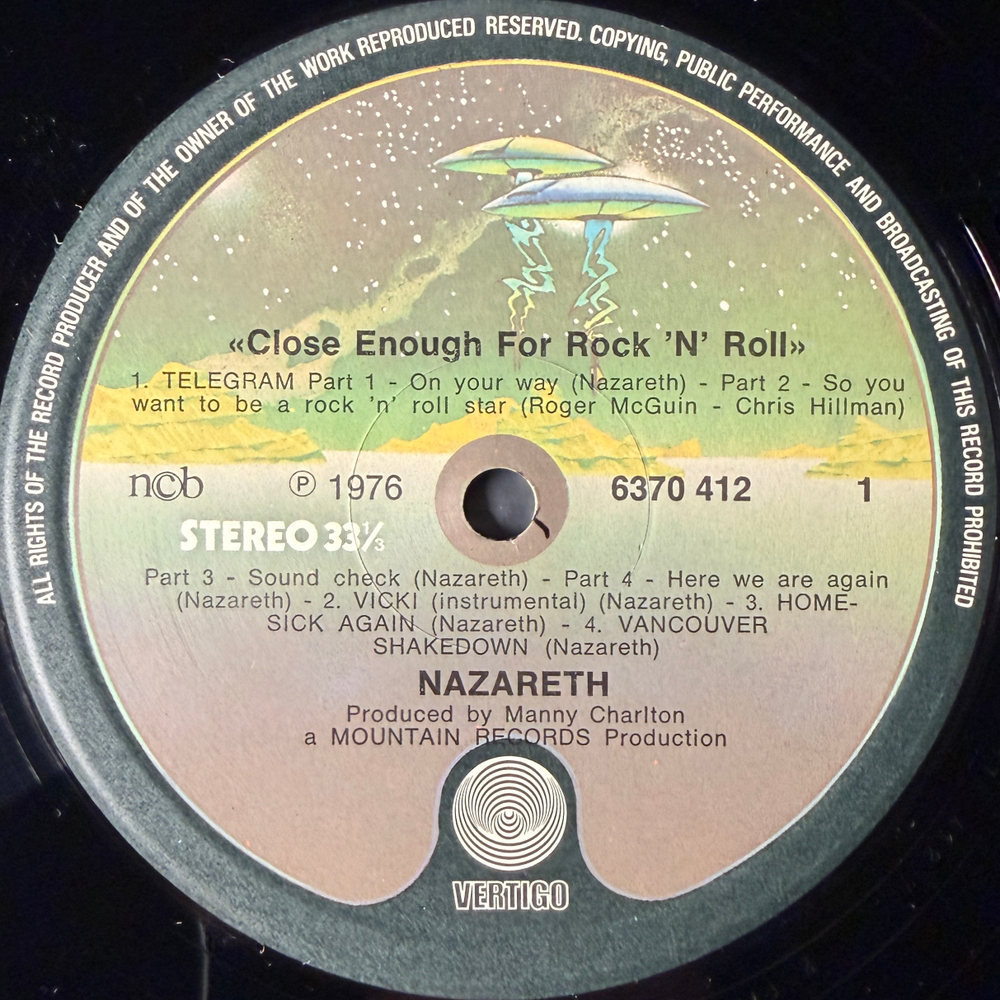 ALL RIGHTS OF THE RECORD PRODUCER AND OF THE OWNER OF THE WORK REPRODUCED RESERVED. COPYING, PUBLIC PERFORMANCE AND BROADCASTING OF THIS RECORD PROHIBITED
«Close Enough For Rock 'N' Roll»
1. TELEGRAM Part 1 - On your way (Nazareth) - Part 2 - So you
want to be a rock 'n' roll star (Roger McGuin - Chris Hillman)
n©b ℗ 1976 6370 412 1
STEREO 33⅓
Part 3 - Sound check (Nazareth) - Part 4 - Here we are again
(Nazareth) - 2. VICKI (instrumental) (Nazareth) - 3. HOME-
SICK AGAIN (Nazareth) - 4. VANCOUVER
SHAKEDOWN (Nazareth)
NAZARETH
Produced by Manny Charlton
a MOUNTAIN RECORDS Production
VERTIGO